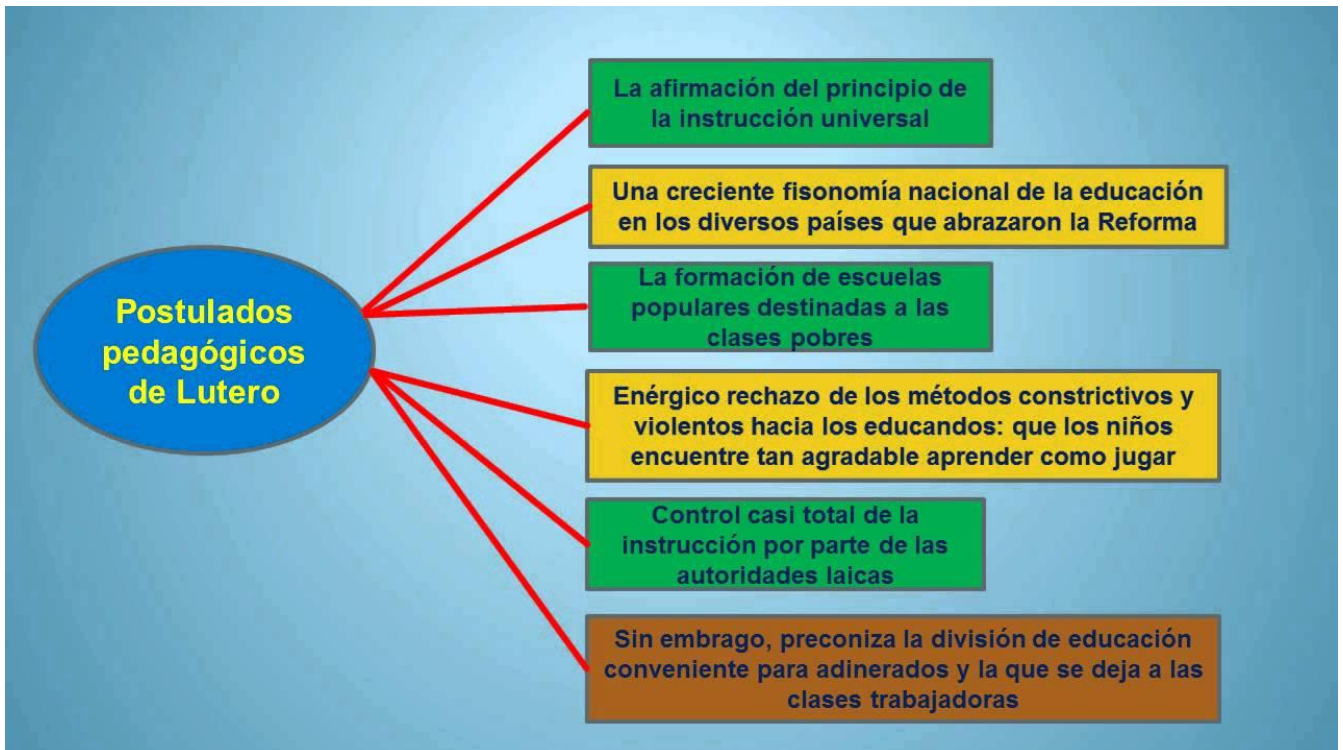 Postulados
pedagógicos
de Lutero
La afirmación del principio de
la instrucción universal
Una creciente fisonomía nacional de la educación
en los diversos países que abrazaron la Reforma
La formación de escuelas
populares destinadas a las
clases pobres
Enérgico rechazo de los métodos constrictivos y
violentos hacia los educandos: que los niños
encuentre tan agradable aprender como jugar
Control casi total de la
instrucción por parte de las
autoridades laicas
Sin embrago, preconiza la división de educación
conveniente para adinerados y la que se deja a las
clases trabajadoras